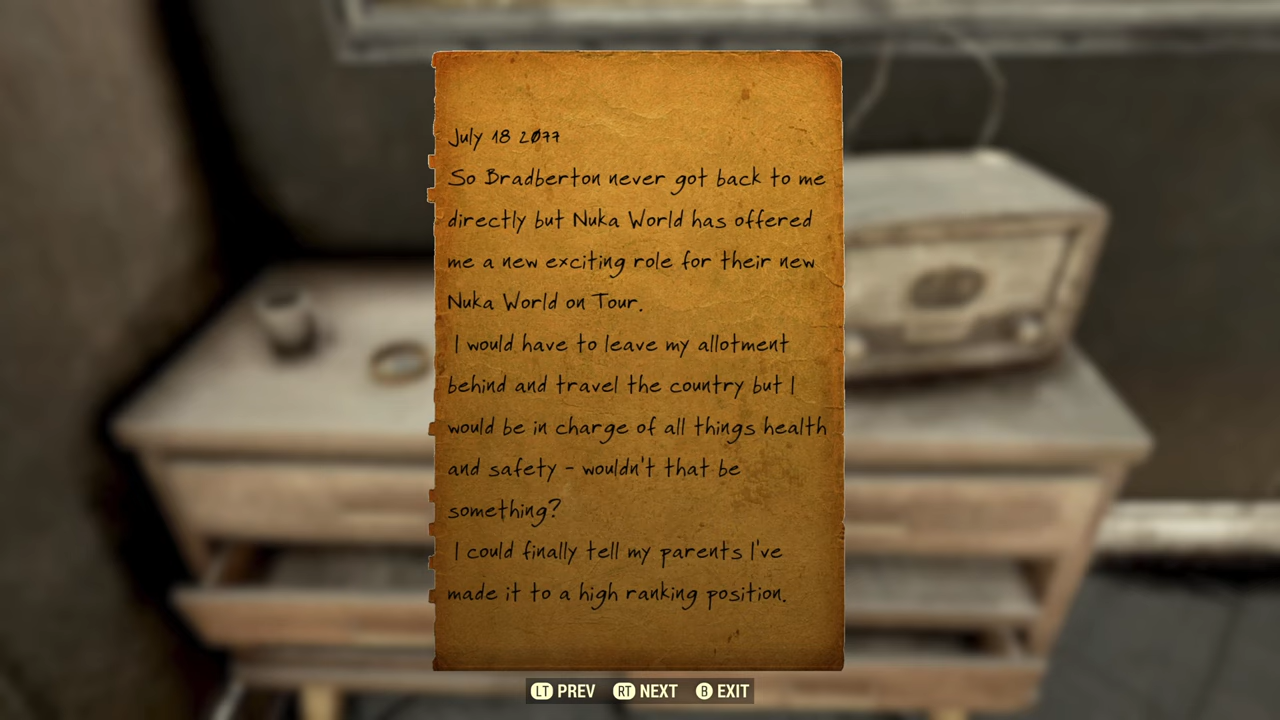 July 18 2077
So Bradberton never got back to me
directly but Nuka World has offered
me a new exciting role for their new
Nuka World on Tour.
I would have to leave my allotment
behind and travel the country but I
would be in charge of all things health
and safety - wouldn't that be
something?
I could finally tell my parents I've
made it to a high ranking position.
LT PREV RT NEXT B EXIT